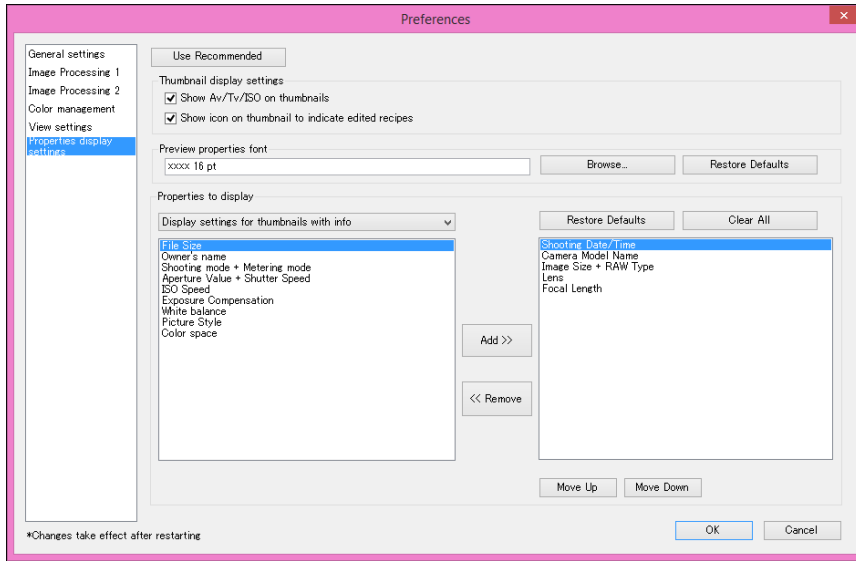 Preferences
General settings
Image Processing 1
Image Processing 2
Color management
View settings
Properties display
settings
Use Recommended
Thumbnail display settings
Show Av/Tv/ISO on thumbnails
Show icon on thumbnail to indicate edited recipes
Preview properties font
xxxx 16 pt
Browse...
Restore Defaults
Properties to display
Display settings for thumbnails with info
Restore Defaults
Clear All
File Size
Owner's name
Shooting mode + Metering mode
Aperture Value + Shutter Speed
ISO Speed
Exposure Compensation
White balance
Picture Style
Color space
Add >>
<< Remove
Shooting Date/Time
Camera Model Name
Image Size + RAW Type
Lens
Focal Length
Move Up
Move Down
*Changes take effect after restarting
OK
Cancel